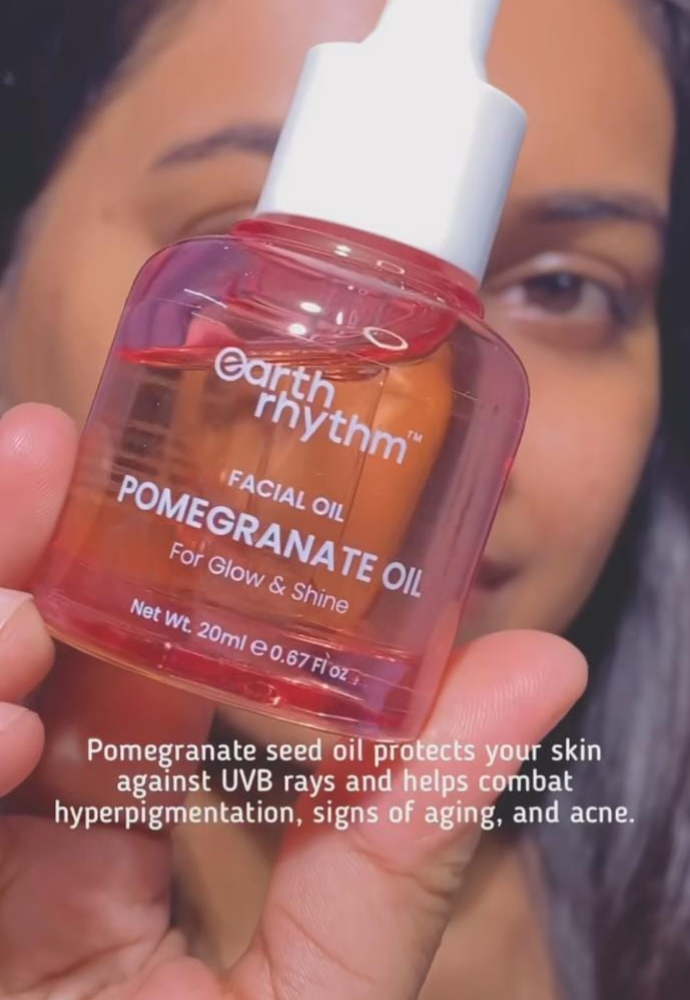 earth
rhythm™
FACIAL OIL
POMEGRANATE OIL
For Glow & Shine
Net Wt. 20ml ℮ 0.67 Fl oz
Pomegranate seed oil protects your skin
against UVB rays and helps combat
hyperpigmentation, signs of aging, and acne.